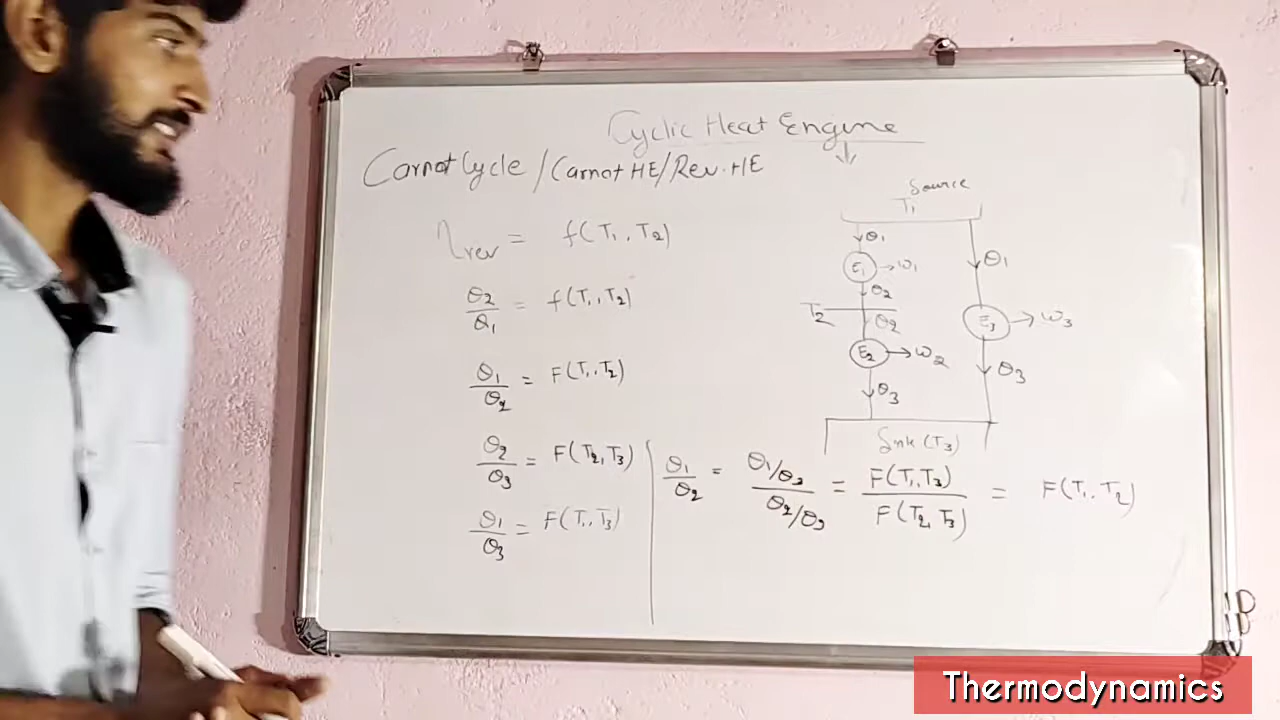 Cyclic Heat Engine
Carnot Cycle / Carnot HE / Rev. HE
η_rev = f(T₁, T₂)
Q₂/Q₁ = f(T₁, T₂)
Q₁/Q₂ = F(T₁, T₂)
Q₂/Q₃ = F(T₂, T₃)
Q₁/Q₃ = F(T₁, T₃)
Source
T₁
Q₁
E₁ → W₁
Q₂
T₂
Q₂
E₂ → W₂
Q₃
Q₁
E₃ → W₃
Q₃
Sink (T₃)
Q₁/Q₂ = (Q₁/Q₃)/(Q₂/Q₃) = F(T₁, T₃)/F(T₂, T₃) = F(T₁, T₂)
Thermodynamics